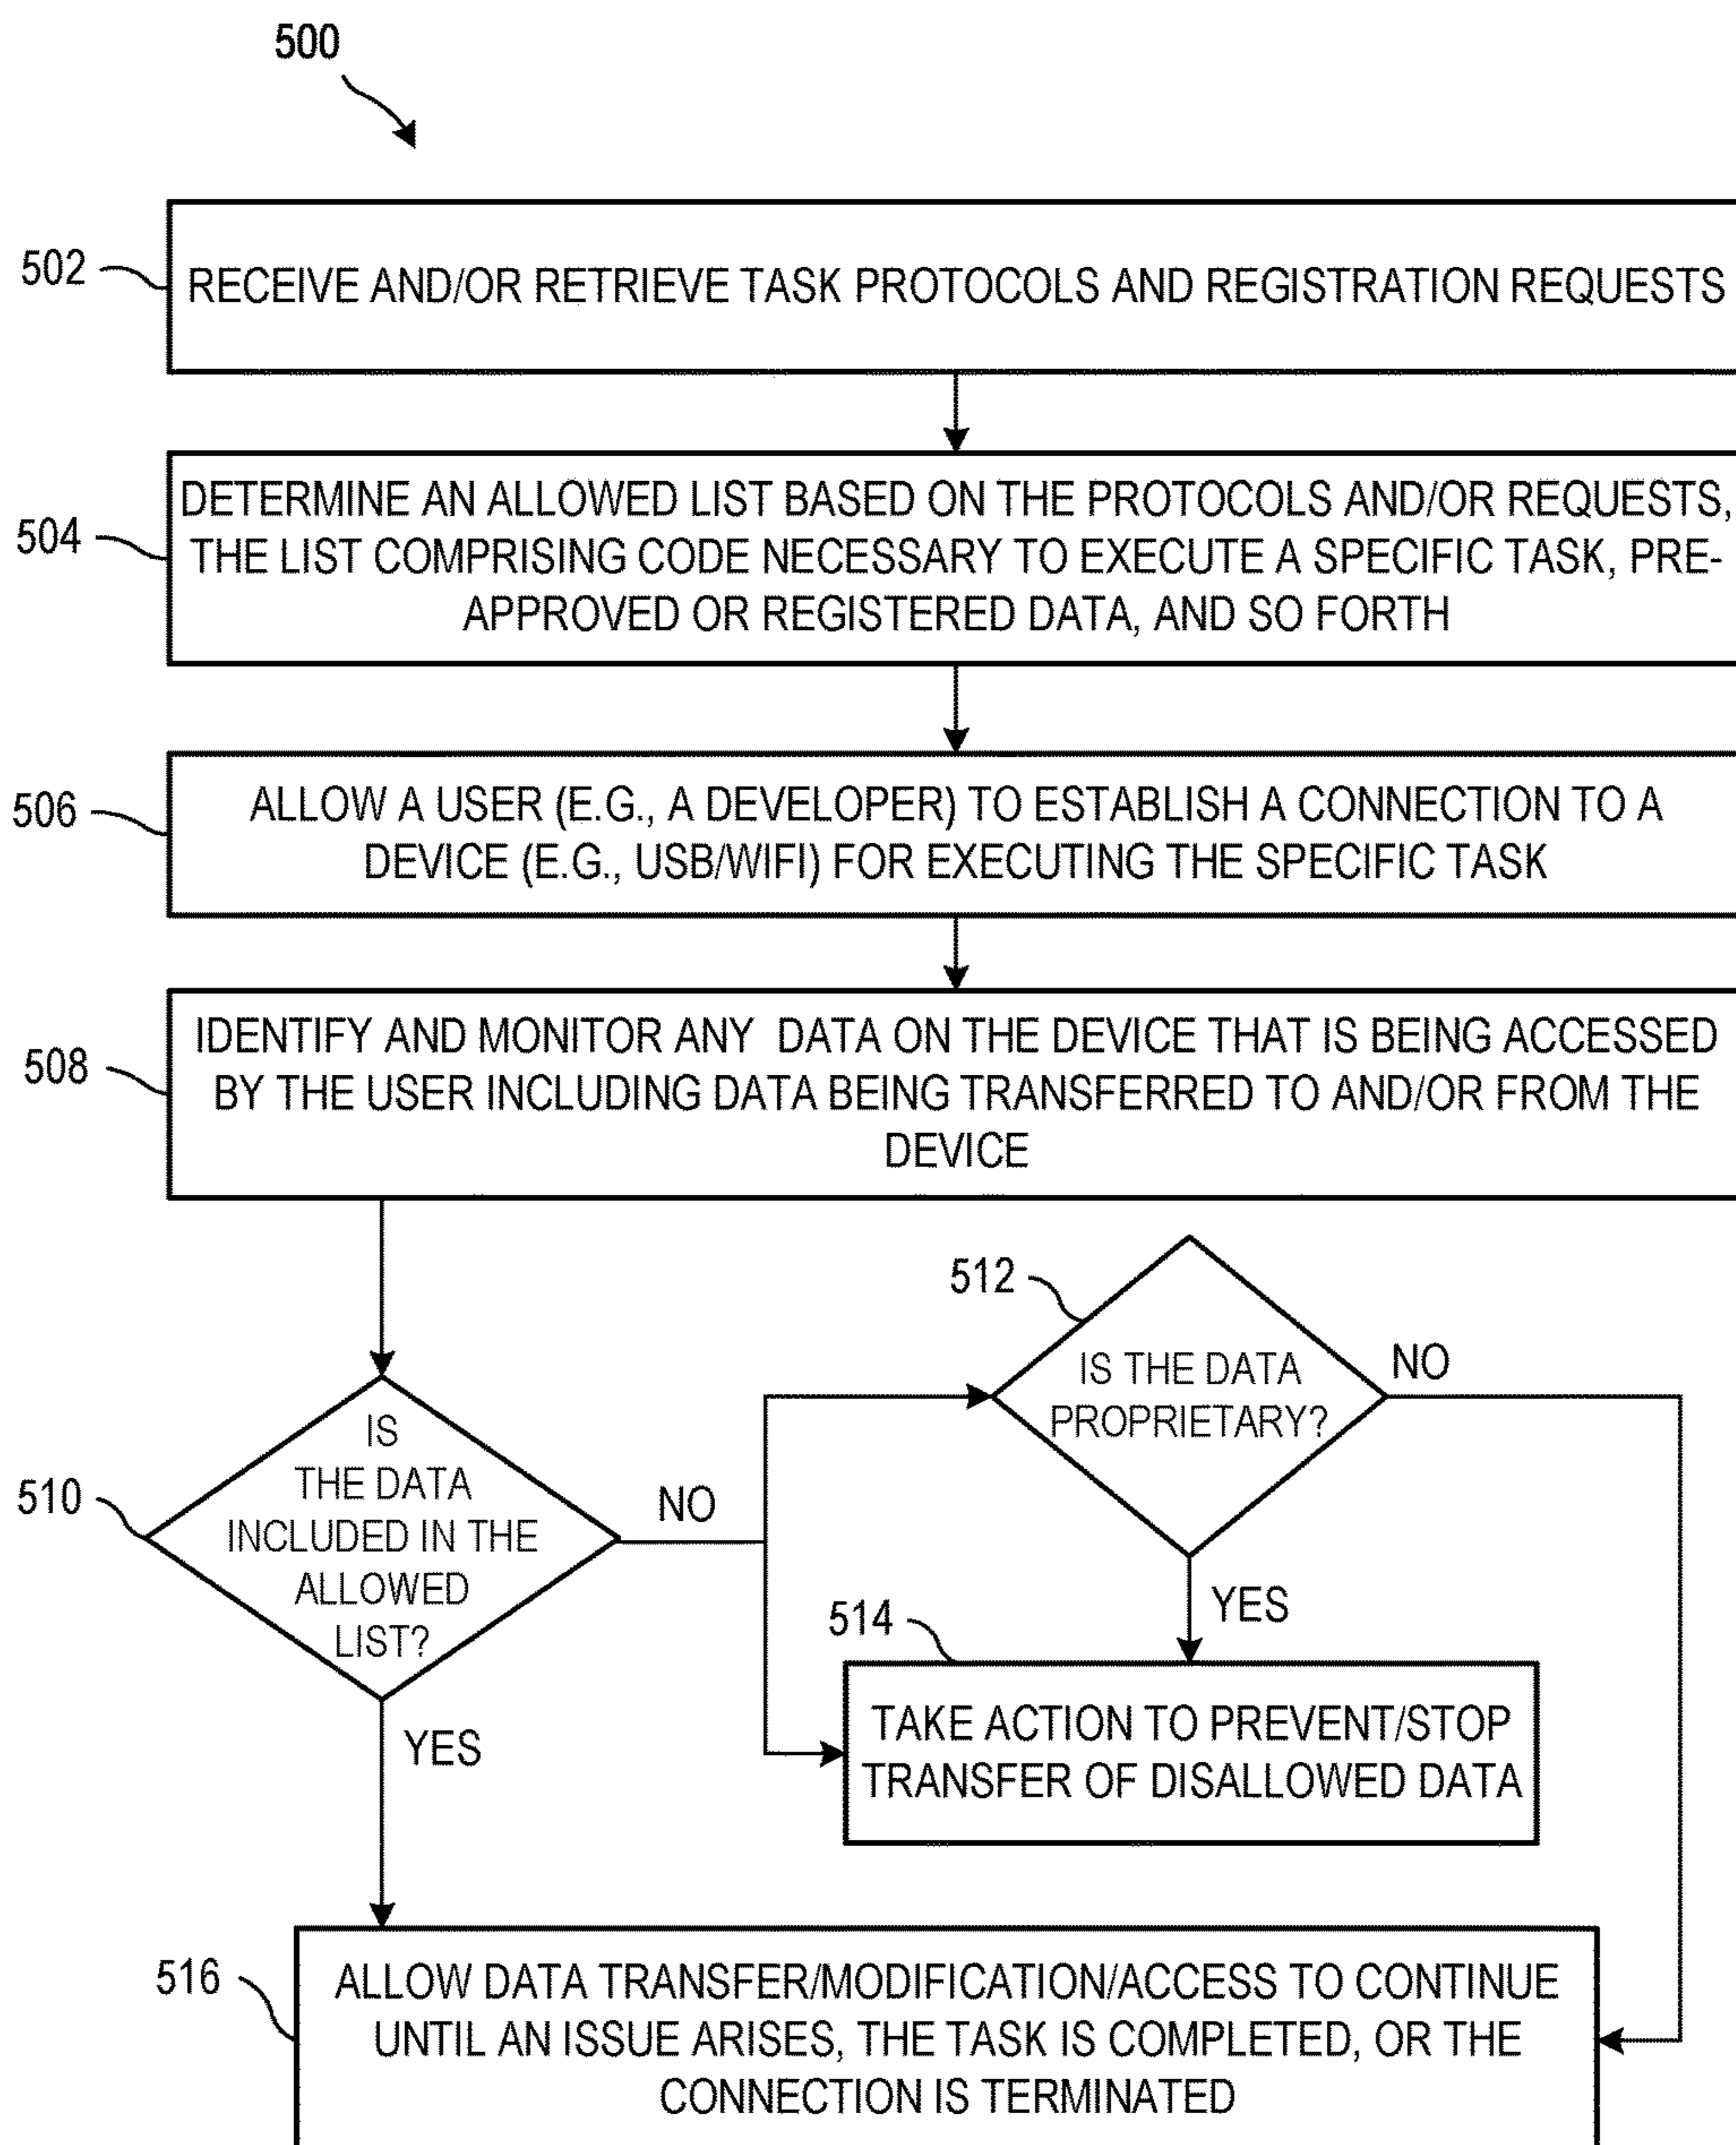 500
502
RECEIVE AND/OR RETRIEVE TASK PROTOCOLS AND REGISTRATION REQUESTS
504
DETERMINE AN ALLOWED LIST BASED ON THE PROTOCOLS AND/OR REQUESTS,
THE LIST COMPRISING CODE NECESSARY TO EXECUTE A SPECIFIC TASK, PRE-
APPROVED OR REGISTERED DATA, AND SO FORTH
506
ALLOW A USER (E.G., A DEVELOPER) TO ESTABLISH A CONNECTION TO A
DEVICE (E.G., USB/WIFI) FOR EXECUTING THE SPECIFIC TASK
508
IDENTIFY AND MONITOR ANY DATA ON THE DEVICE THAT IS BEING ACCESSED
BY THE USER INCLUDING DATA BEING TRANSFERRED TO AND/OR FROM THE
DEVICE
510
IS
THE DATA
INCLUDED IN THE
ALLOWED
LIST?
NO
YES
512
IS THE DATA
PROPRIETARY?
NO
YES
514
TAKE ACTION TO PREVENT/STOP
TRANSFER OF DISALLOWED DATA
516
ALLOW DATA TRANSFER/MODIFICATION/ACCESS TO CONTINUE
UNTIL AN ISSUE ARISES, THE TASK IS COMPLETED, OR THE
CONNECTION IS TERMINATED